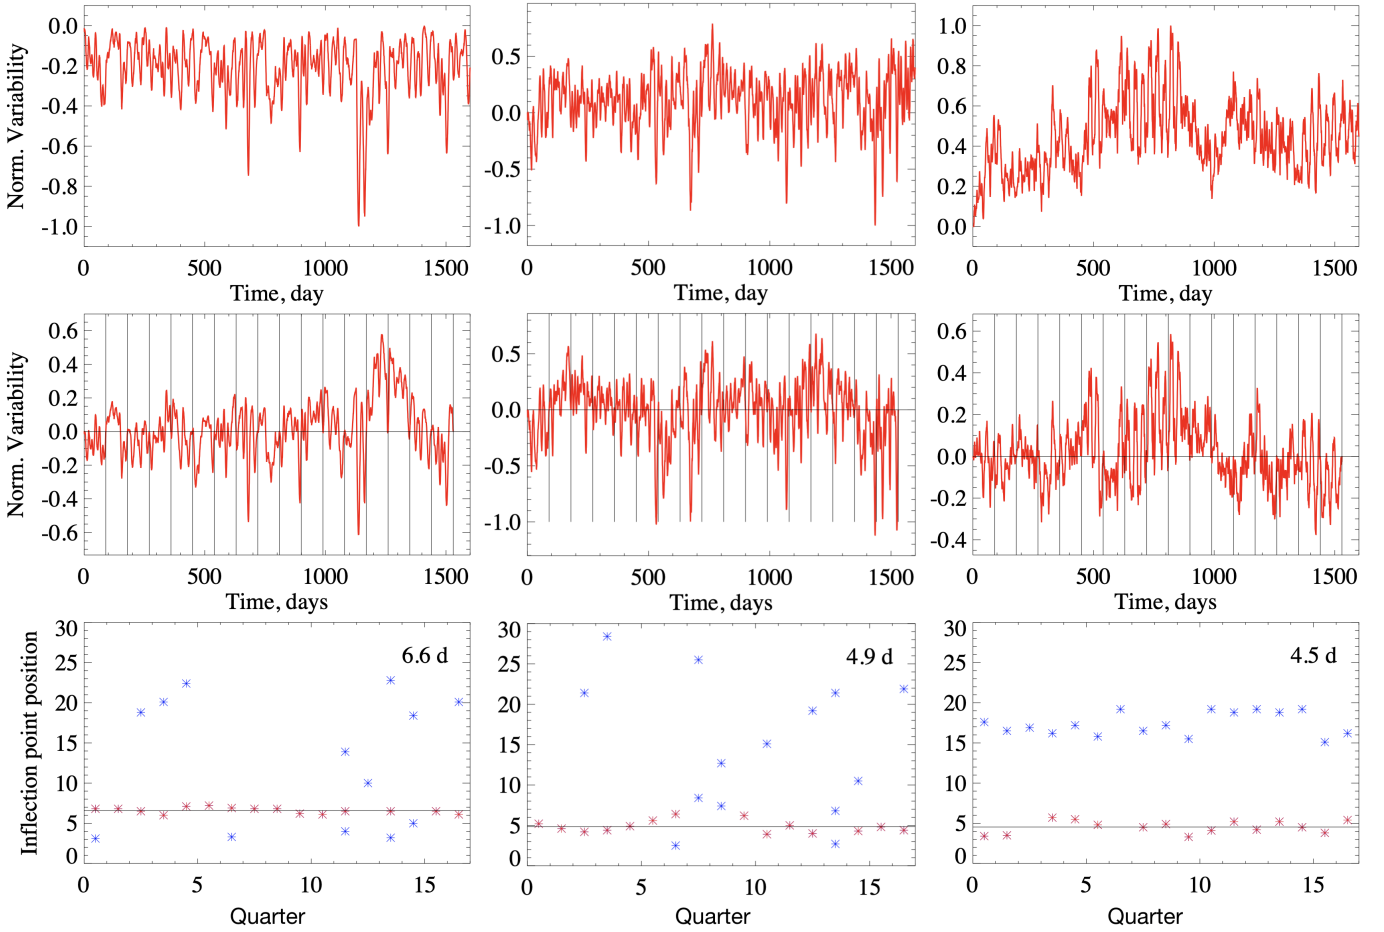 Norm. Variability
0.0
-0.2
-0.4
-0.6
-0.8
-1.0
0 500 1000 1500
Time, day
0.5
0.0
-0.5
-1.0
0 500 1000 1500
Time, day
1.0
0.8
0.6
0.4
0.2
0.0
0 500 1000 1500
Time, day
Norm. Variability
0.6
0.4
0.2
0.0
-0.2
-0.4
-0.6
0 500 1000 1500
Time, days
0.5
0.0
-0.5
-1.0
0 500 1000 1500
Time, days
0.6
0.4
0.2
0.0
-0.2
-0.4
0 500 1000 1500
Time, days
Inflection point position
30
25
20
15
10
5
0
6.6 d
0 5 10 15
Quarter
30
25
20
15
10
5
0
4.9 d
0 5 10 15
Quarter
30
25
20
15
10
5
0
4.5 d
0 5 10 15
Quarter